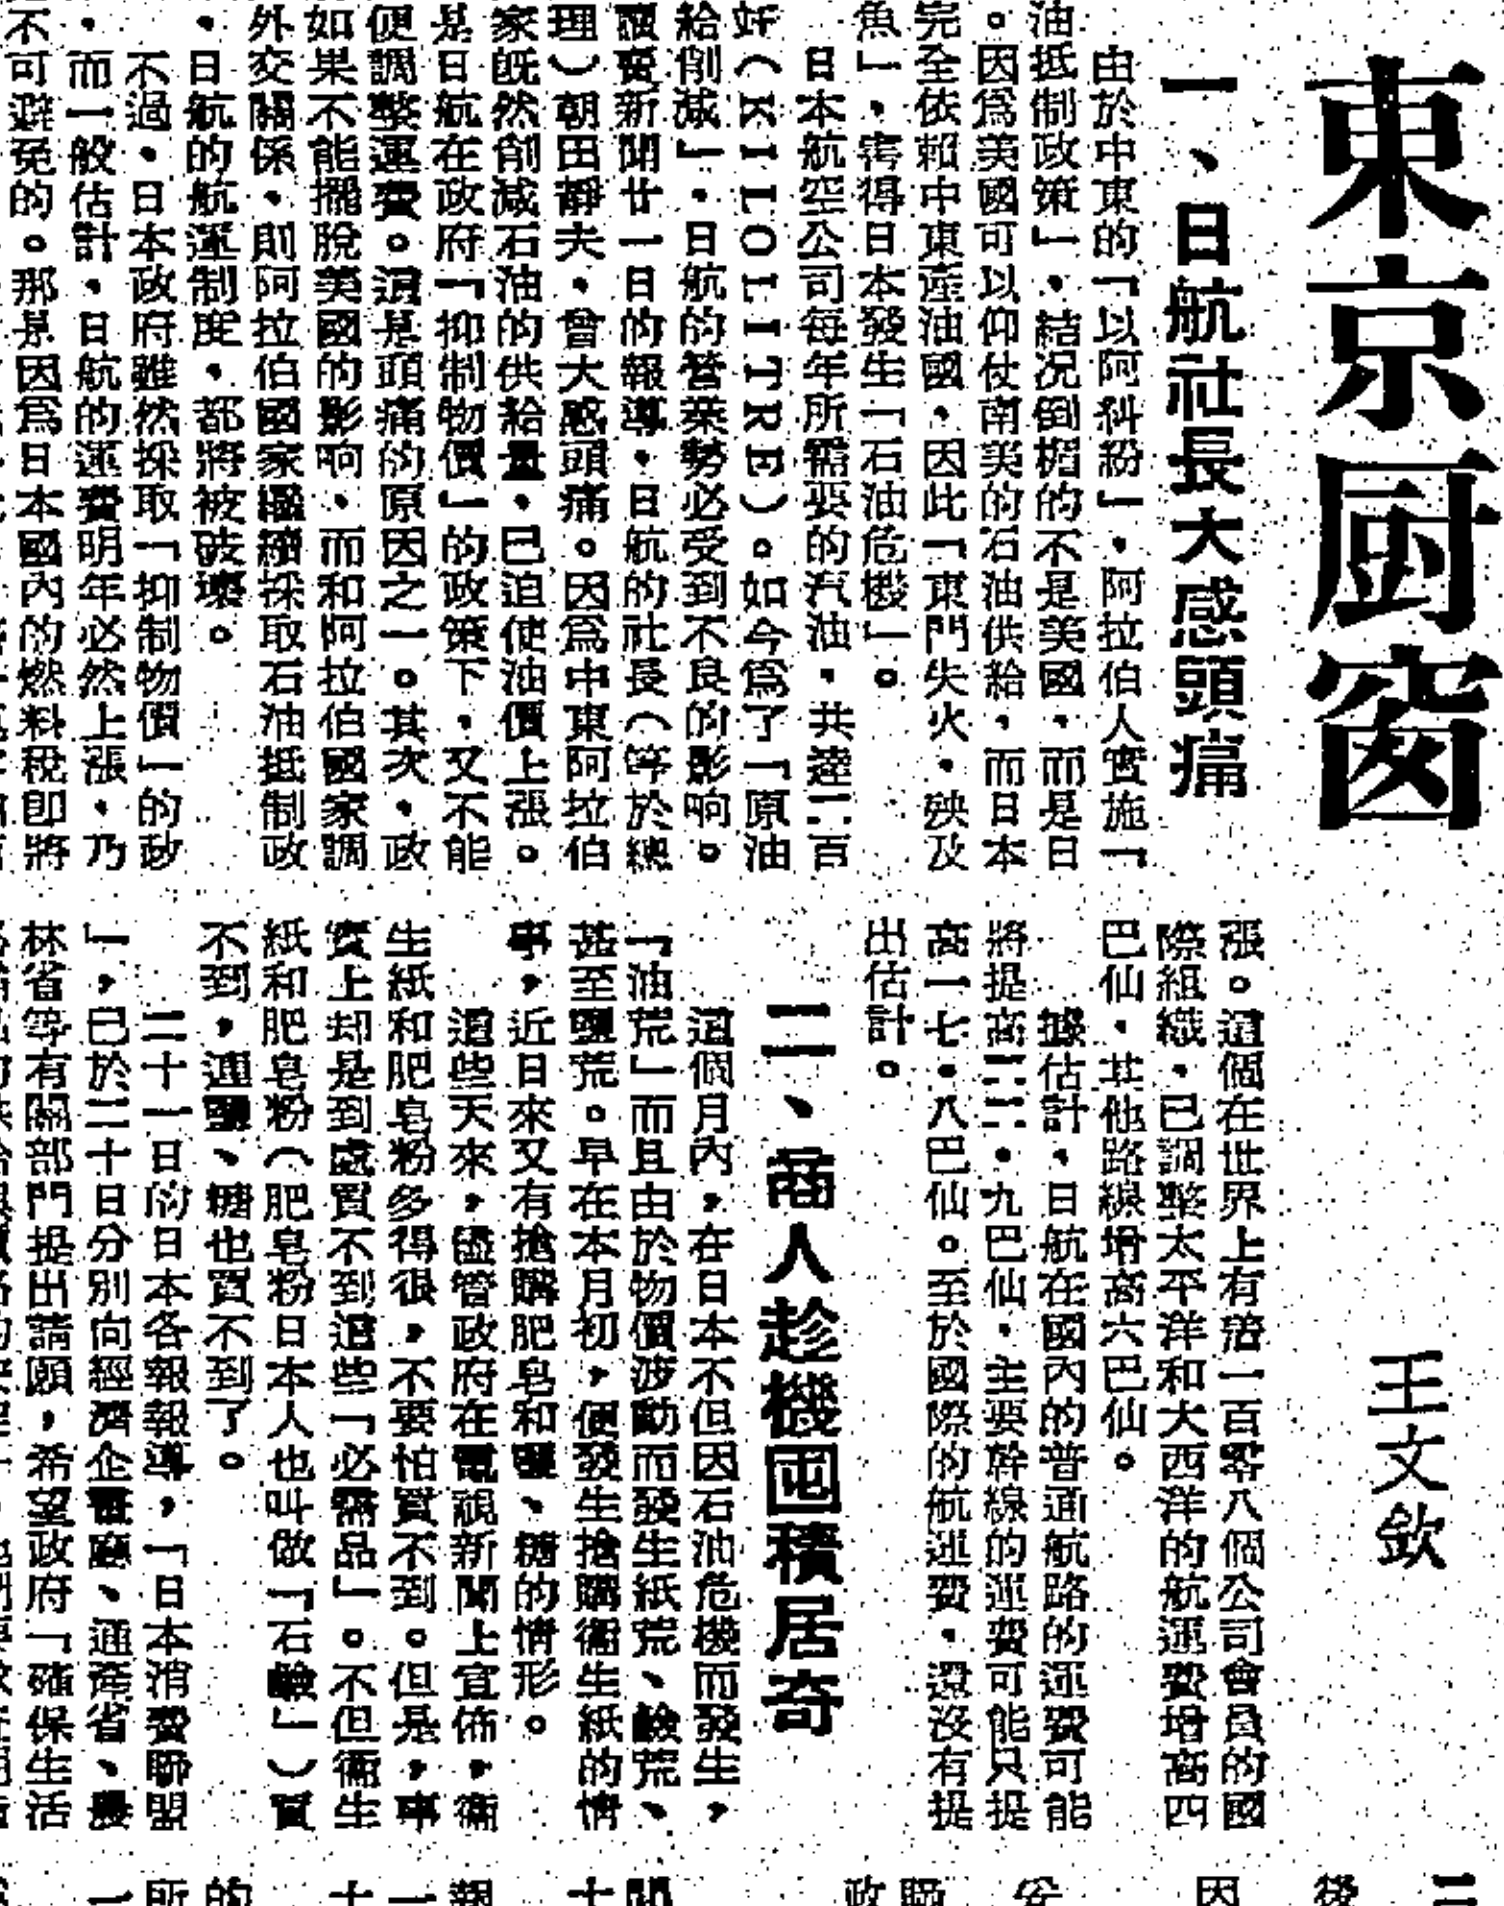 東京厨窗
王文欽
一、日航社長大感頭痛
由於中東的「以阿糾紛」，阿拉伯人實施「
油抵制政策」，結况倒楣的不是美國，而是日
。因爲美國可以仰仗南美的石油供給，而日本
完全依賴中東產油國，因此「東門失火，殃及
魚」，害得日本發生「石油危機」。
日本航空公司每年所需要的汽油，共達二百
（KILOLITRE）。如今爲了「原油
給削減」，日航的營業勢必受到不良的影响。
讀賣新聞廿一日的報導，日航的社長（等於總
理）朝田靜夫，曾大感頭痛。因爲中東阿拉伯
家旣然削減石油的供給量，已迫使油價上漲。
是日航在政府「抑制物價」的政策下，又不能
便調整運費。這是頭痛的原因之一。其次，政
如果不能擺脫美國的影响，而和阿拉伯國家調
外交關係，則阿拉伯國家繼續採取石油抵制政
，日航的航運制度，都將被破壞。
不過，日本政府雖然採取「抑制物價」的政
，而一般估計，日航的運費明年必然上漲，乃
不可避免的。那是因爲日本國內的燃料稅即將
漲。這個在世界上有着一百零八個公司會員的國
際組織，已調整太平洋和大西洋的航運費增高四
巴仙，其他路線增高六巴仙。
據估計，日航在國內的普通航路的運費可能
將提高二二・九巴仙，主要幹線的運費可能只提
高一七・八巴仙。至於國際的航運費，還沒有提
出估計。
二、商人趁機囤積居奇
這個月內，在日本不但因石油危機而發生，
「油荒」而且由於物價波動而發生紙荒、鹼荒、
甚至鹽荒。早在本月初，便發生搶購衞生紙的情
事，近日來又有搶購肥皂和鹽、糖的情形。
這些天來，儘管政府在電視新聞上宣佈，衞
生紙和肥皂粉多得很，不要怕買不到。但是，事
實上却是到處買不到這些「必需品」。不但衞生
紙和肥皂粉（肥皂粉日本人也叫做「石鹼」）買
不到，連鹽、糖也買不到了。
二十一日的日本各報報導，「日本消費聯盟
」，已於二十日分別向經濟企畫廳、通產省、農
林省等有關部門提出請願，希望政府「確保生活